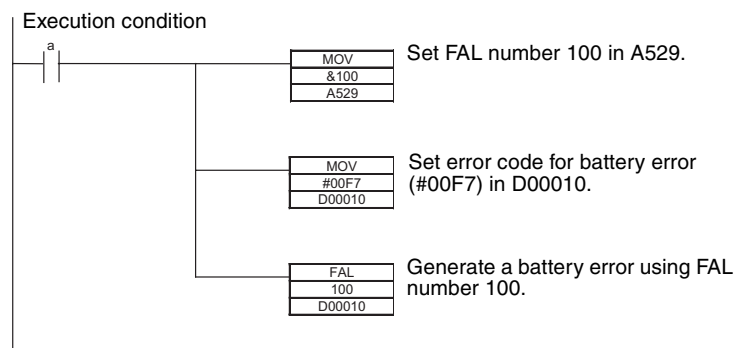 Execution condition
a
MOV
&100
A529
Set FAL number 100 in A529.
MOV
#00F7
D00010
Set error code for battery error
(#00F7) in D00010.
FAL
100
D00010
Generate a battery error using FAL
number 100.